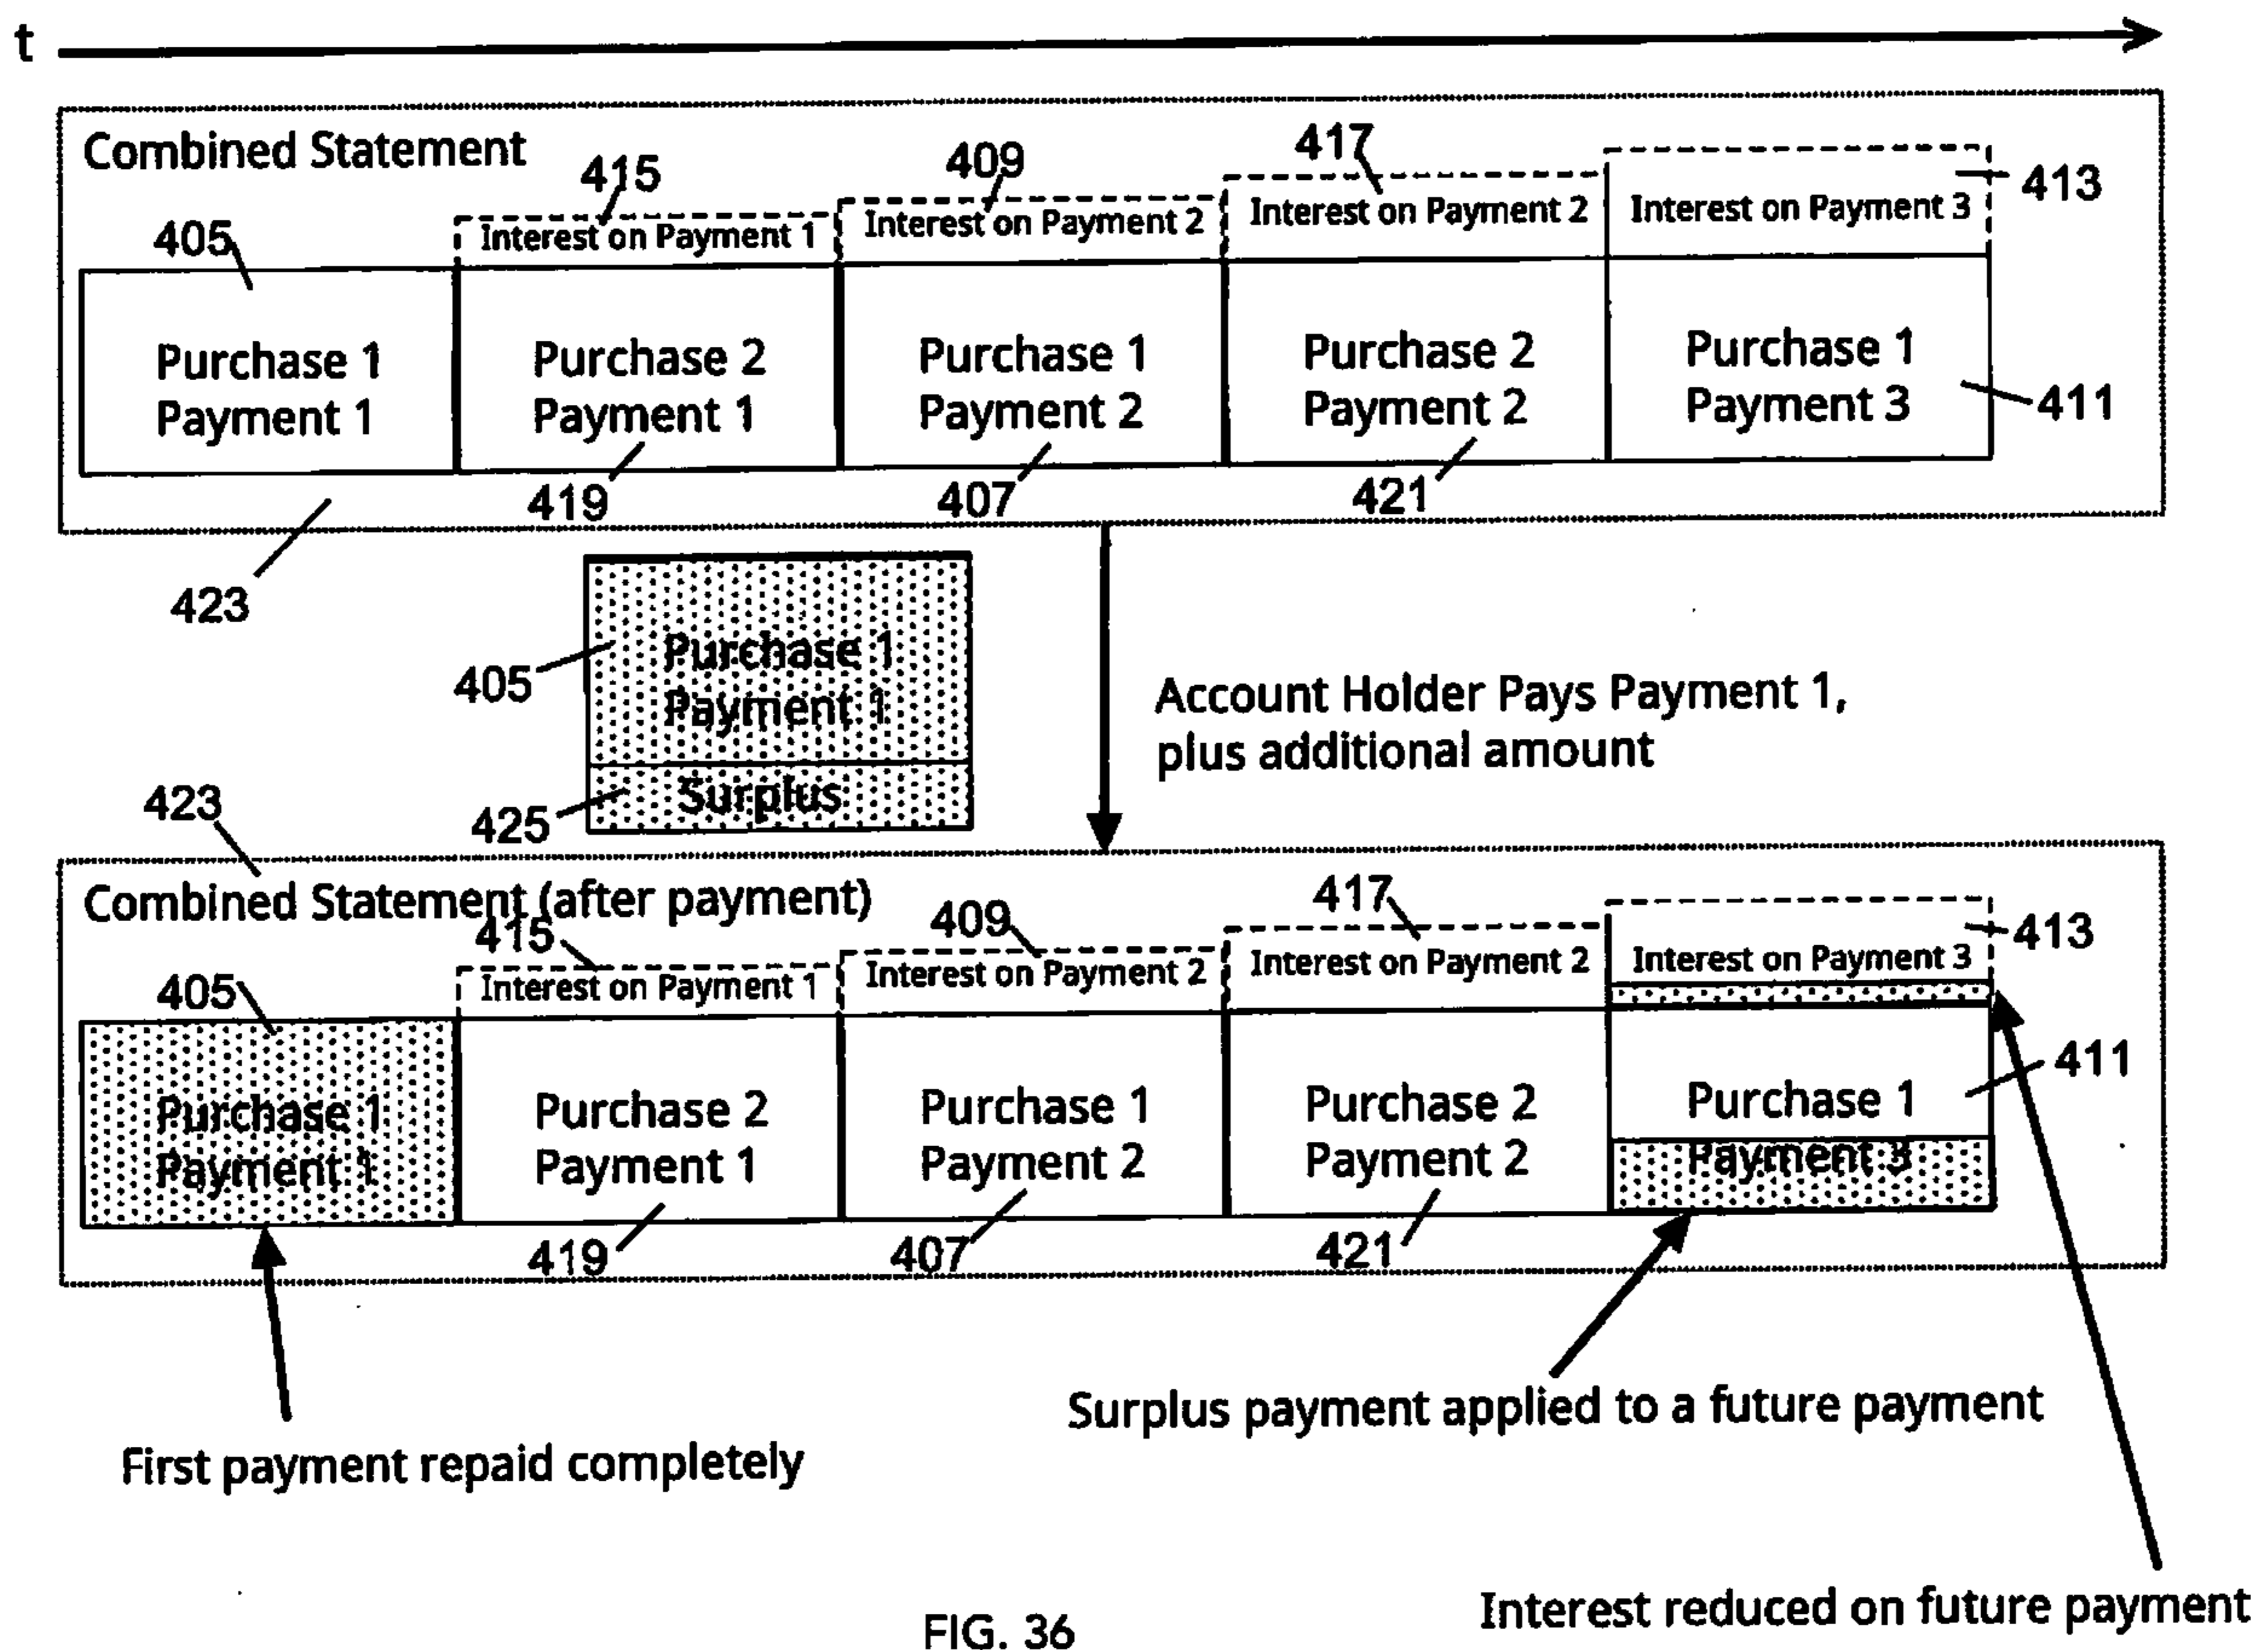 t
Combined Statement
405
415
409
417
413
Interest on Payment 1
Interest on Payment 2
Interest on Payment 2
Interest on Payment 3
Purchase 1
Payment 1
Purchase 2
Payment 1
Purchase 1
Payment 2
Purchase 2
Payment 2
Purchase 1
Payment 3
411
419
407
421
423
405
Purchase 1
Payment 1
425
Surplus
Account Holder Pays Payment 1,
plus additional amount
423
Combined Statement (after payment)
405
415
409
417
413
Interest on Payment 1
Interest on Payment 2
Interest on Payment 2
Interest on Payment 3
Purchase 1
Payment 1
Purchase 2
Payment 1
Purchase 1
Payment 2
Purchase 2
Payment 2
Purchase 1
Payment 3
411
419
407
421
First payment repaid completely
Surplus payment applied to a future payment
Interest reduced on future payment
FIG. 36